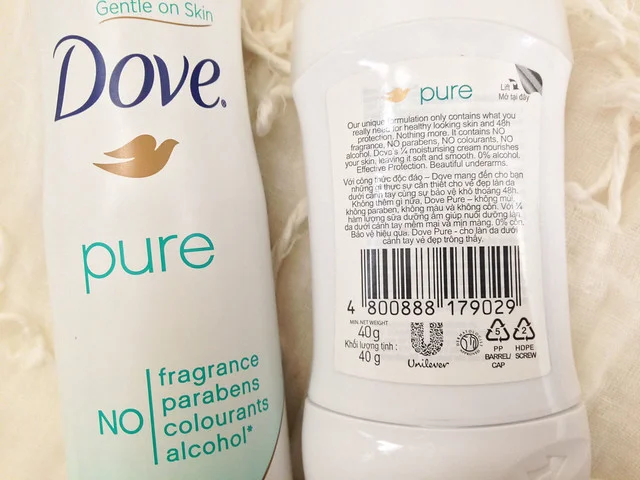 Gentle on Skin
Dove
pure
NO
fragrance
parabens
colourants
alcohol*
pure
Lift
Mở tại đây
Our unique formulation only contains what you
really need for healthy looking skin and 48h
protection. Nothing more. It contains NO
fragrance, NO parabens, NO colourants, NO
alcohol. Dove's ¼ moisturising cream nourishes
your skin, leaving it soft and smooth. 0% alcohol.
Effective Protection. Beautiful underarms.
Với công thức độc đáo – Dove mang đến cho bạn
những gì thực sự cần thiết cho vẻ đẹp làn da
dưới cánh tay cùng sự bảo vệ khô thoáng 48h.
Không thêm gì nữa, Dove Pure – không mùi,
không paraben, không màu và không cồn. Với ¼
hàm lượng sữa dưỡng ẩm giúp nuôi dưỡng làn
da dưới cánh tay mềm mại và mịn màng. 0% cồn.
Bảo vệ hiệu quả. Dove Pure - cho làn da dưới
cánh tay vẻ đẹp trông thấy.
4 800888 179029
MIN. NET WEIGHT
40g
Khối lượng tịnh :
40 g
Unilever
5
PP
BARREL/
CAP
2
HDPE
SCREW